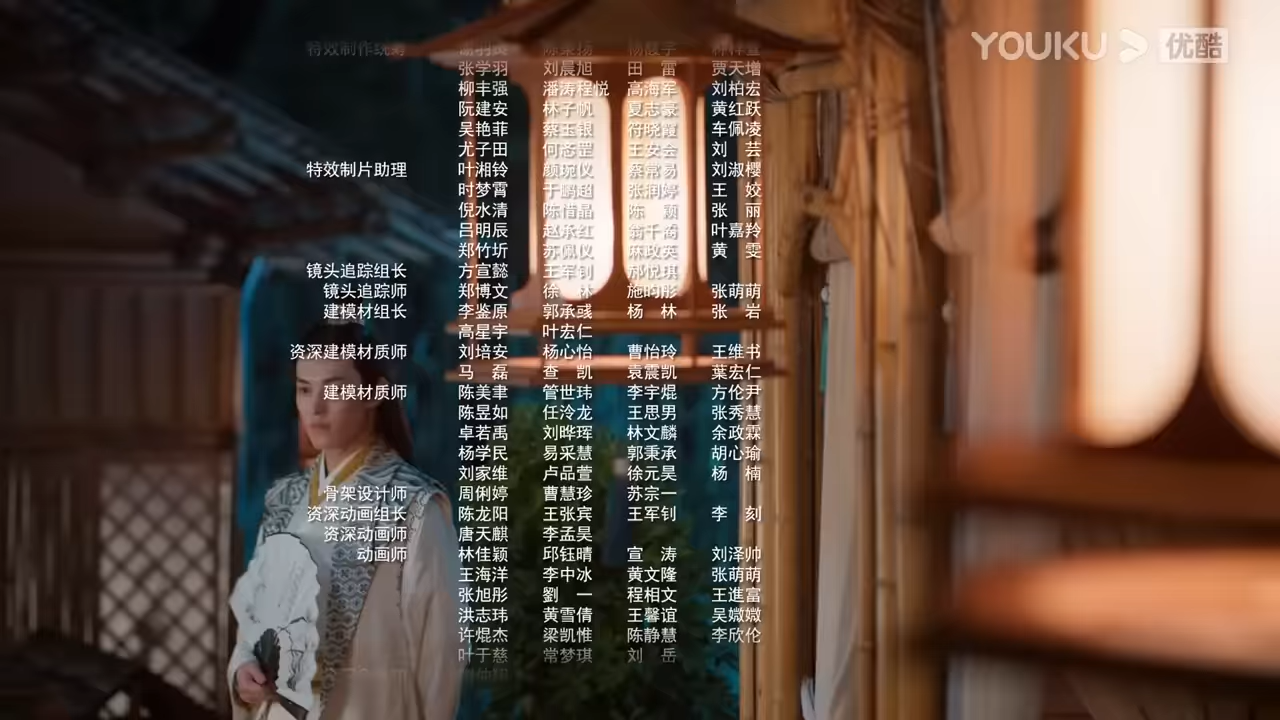 YOUKU 优酷
特效制作统筹
张学羽 刘晨旭 田 雷 贾天增
柳丰强 潘涛程悦 高海军 刘柏宏
阮建安 林子帆 夏志豪 黄红跃
吴艳菲 蔡玉银 符晓霞 车佩凌
尤子田 王安会 刘 芸
特效制片助理 叶湘铃 颜琬仪 蔡常易 刘淑樱
时梦霄 于鹏超 张润婷 王 姣
倪水清 陈惜晶 陈 颖 张 丽
吕明辰 赵承红 翁千裔 叶嘉羚
郑竹圻 苏佩仪 麻政英 黄 雯
镜头追踪组长 方宣懿 王军钊 郝悦琪
镜头追踪师 郑博文 徐 林 施昀彤 张萌萌
建模材组长 李鉴原 郭承彧 杨 林 张 岩
高星宇 叶宏仁
资深建模材质师 刘培安 杨心怡 曹怡玲 王维书
马 磊 查 凯 袁震凯 葉宏仁
建模材质师 陈美聿 管世玮 李宇焜 方伦尹
陈昱如 任泠龙 王思男 张秀慧
卓若禹 刘晔珲 林文麟 余政霖
杨学民 易采慧 郭秉承 胡心瑜
刘家维 卢品萱 徐元昊 杨 楠
骨架设计师 周俐婷 曹慧珍 苏宗一
资深动画组长 陈龙阳 王张宾 王军钊 李 刻
资深动画师 唐天麒 李孟昊
动画师 林佳颖 邱钰晴 宣 涛 刘泽帅
王海洋 李中冰 黄文隆 张萌萌
张旭彤 劉 一 程相文 王進富
洪志玮 黄雪倩 王馨谊 吴媺媺
许焜杰 梁凯惟 陈静慧 李欣伦
叶于慈 常梦琪 刘 岳